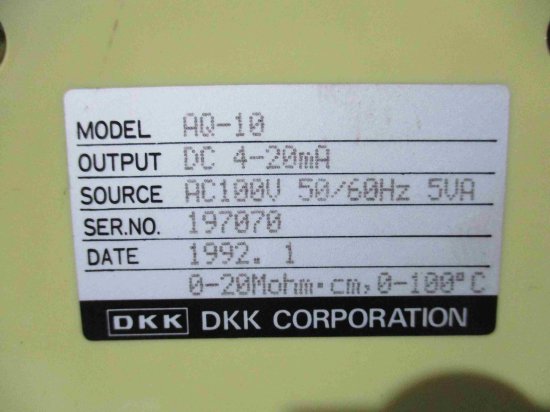 MODEL AQ-10
OUTPUT DC 4-20mA
SOURCE AC100V 50/60Hz 5VA
SER.NO. 197070
DATE 1992. 1
0-20Mohm·cm, 0-100°C
DKK DKK CORPORATION